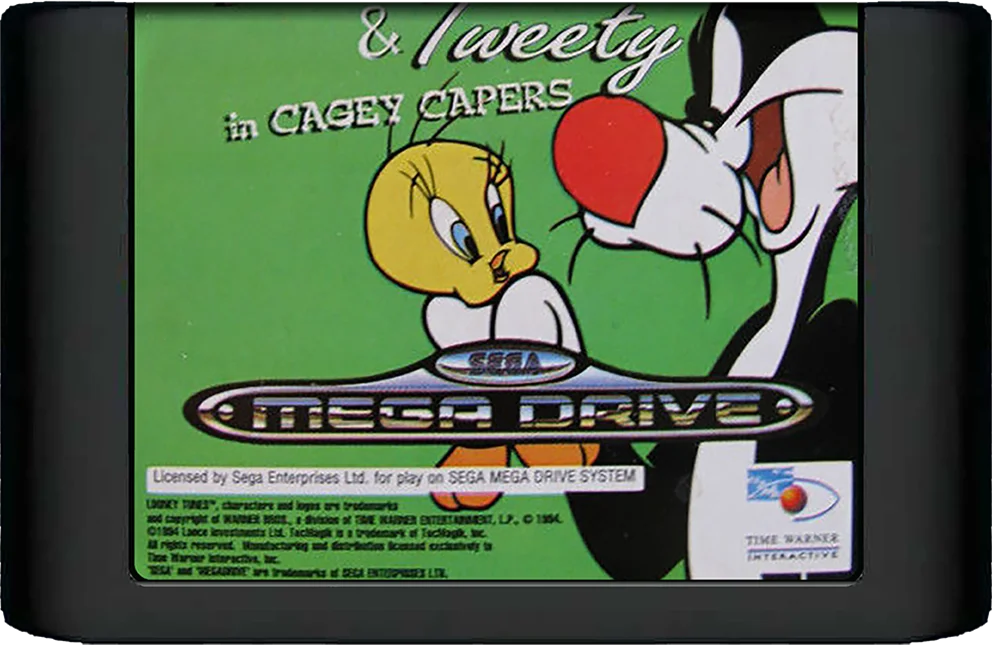 & Tweety
in CAGEY CAPERS
SEGA
MEGA DRIVE
Licensed by Sega Enterprises Ltd. for play on SEGA MEGA DRIVE SYSTEM
LOONEY TUNES™, characters and logos are trademarks
and copyright of WARNER BROS., a division of TIME WARNER ENTERTAINMENT, L.P., © 1994.
©1994 Lance Investments Ltd. TecMagik is a trademark of TecMagik, Inc.
All rights reserved. Manufacturing and distribution licensed exclusively to
Time Warner Interactive, Inc.
'SEGA' and 'MEGADRIVE' are trademarks of SEGA ENTERPRISES LTD.
TIME WARNER
INTERACTIVE